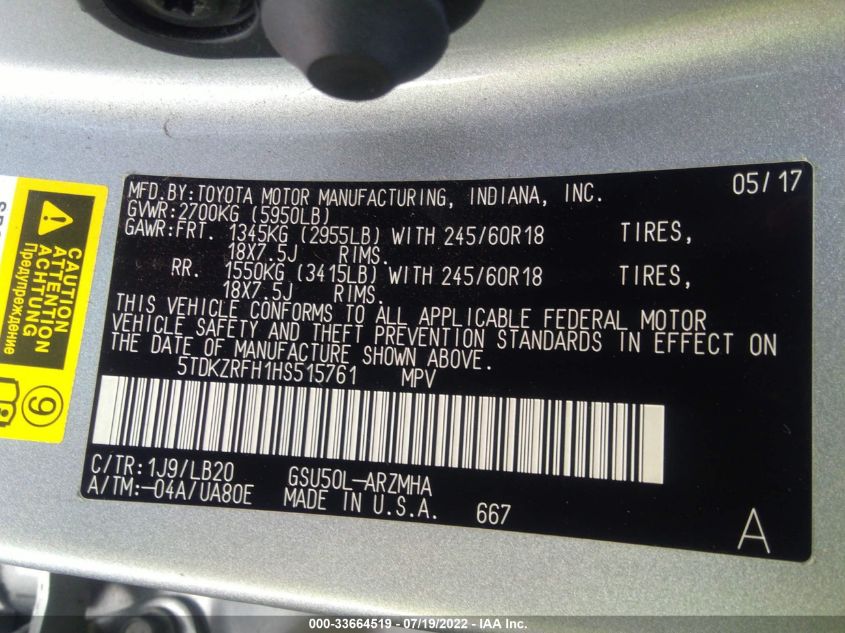 MFD.BY:TOYOTA MOTOR MANUFACTURING, INDIANA, INC. 05/17
GVWR:2700KG (5950LB)
GAWR:FRT. 1345KG (2955LB) WITH 245/60R18 TIRES,
18X7.5J RIMS.
RR. 1550KG (3415LB) WITH 245/60R18 TIRES,
18X7.5J RIMS.
THIS VEHICLE CONFORMS TO ALL APPLICABLE FEDERAL MOTOR
VEHICLE SAFETY AND THEFT PREVENTION STANDARDS IN EFFECT ON
THE DATE OF MANUFACTURE SHOWN ABOVE.
5TDKZRFH1HS515761 MPV
C/TR:1J9/LB20 GSU50L-ARZMHA
A/TM:-04A/UA80E MADE IN U.S.A. 667
A
CAUTION
ATTENTION
ACHTUNG
Предупреждение
9
000-33664519 - 07/19/2022 - IAA Inc.